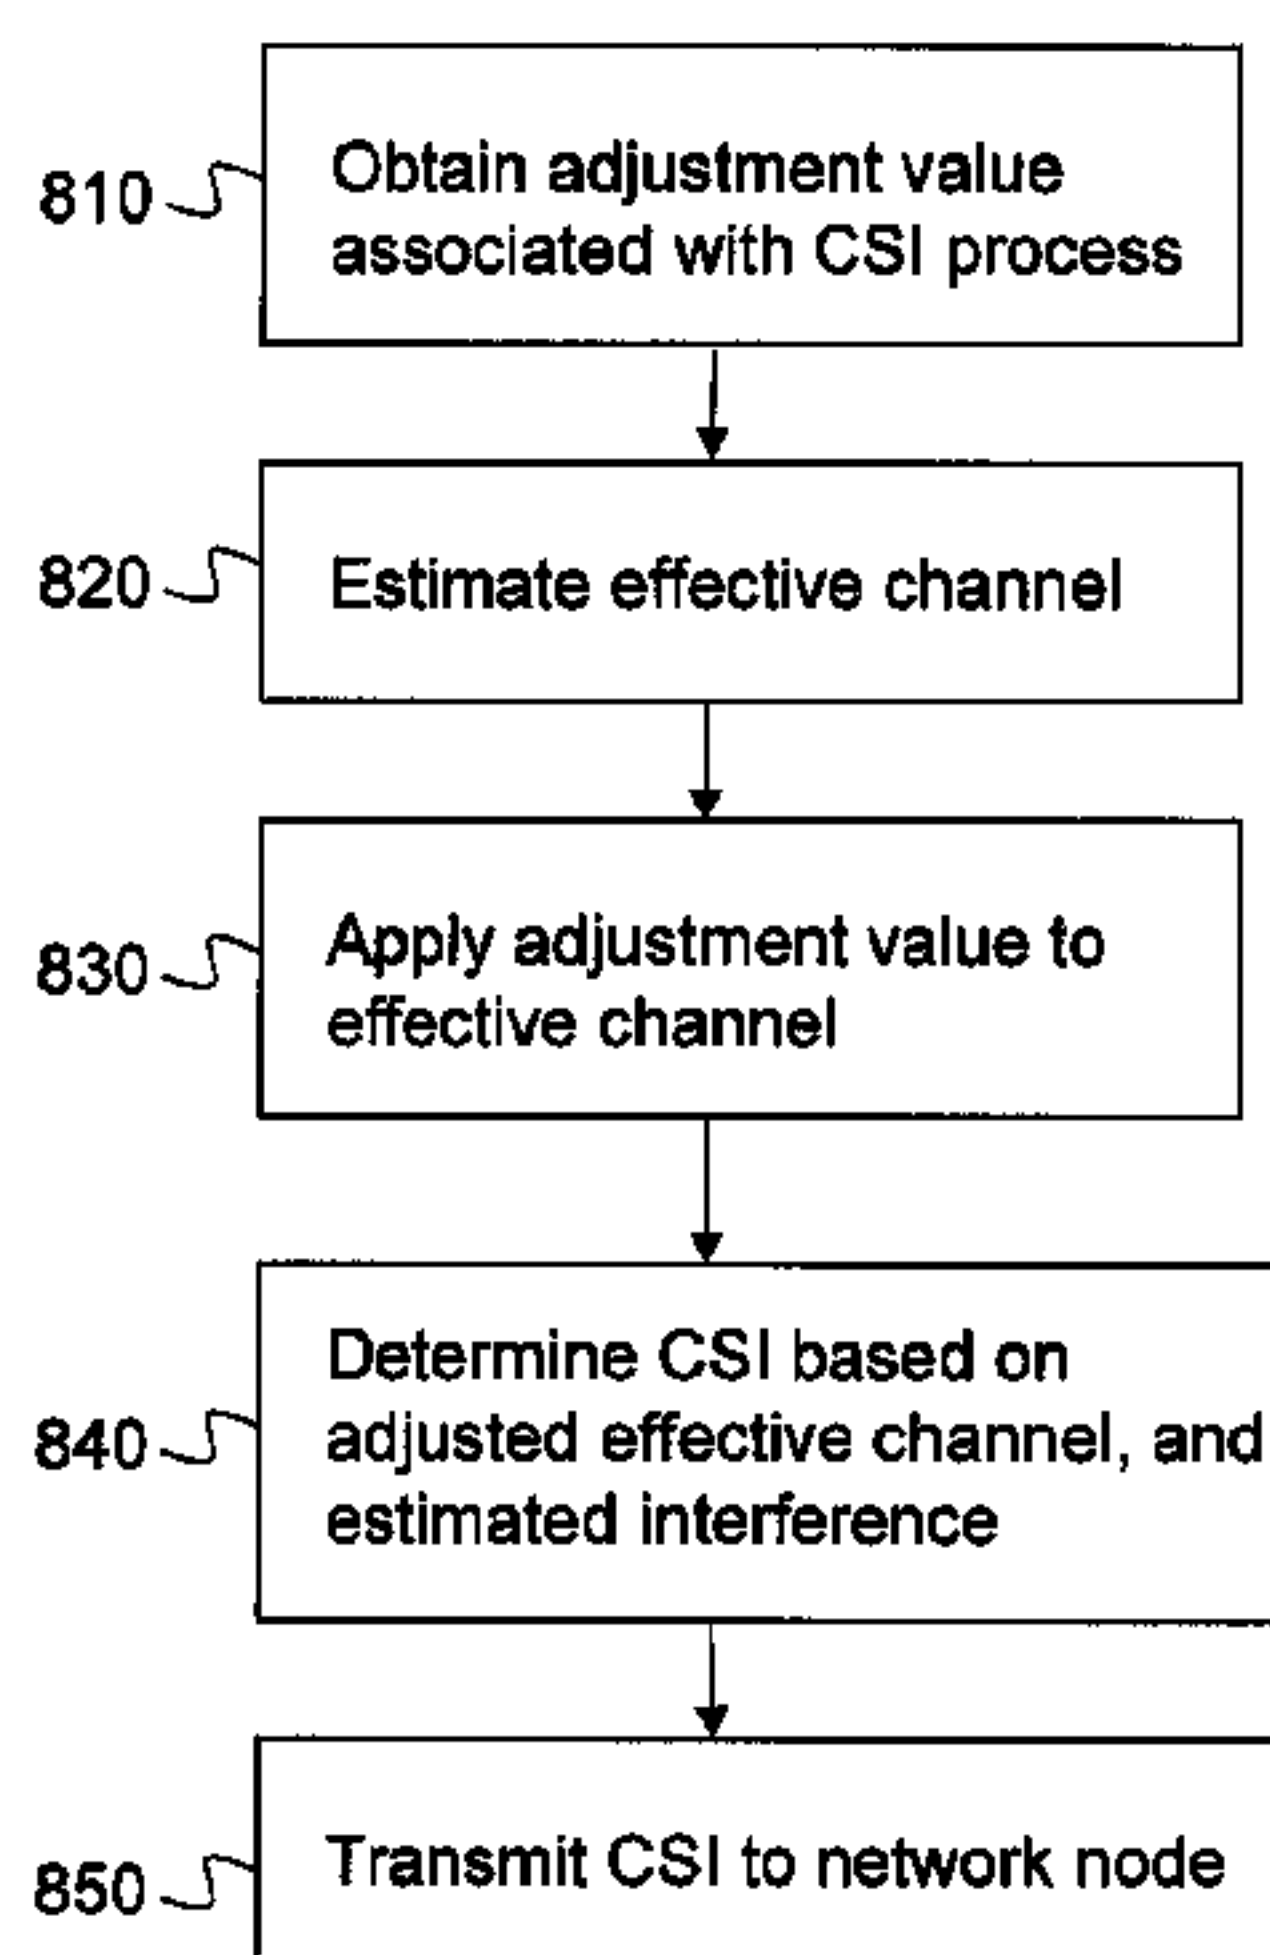 810
Obtain adjustment value
associated with CSI process
820
Estimate effective channel
830
Apply adjustment value to
effective channel
840
Determine CSI based on
adjusted effective channel, and
estimated interference
850
Transmit CSI to network node